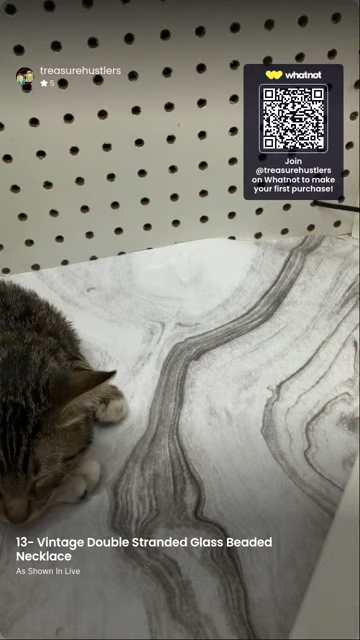 treasurehustlers
★ 5
whatnot
Join
@treasurehustlers
on Whatnot to make
your first purchase!
13- Vintage Double Stranded Glass Beaded
Necklace
As Shown In Live